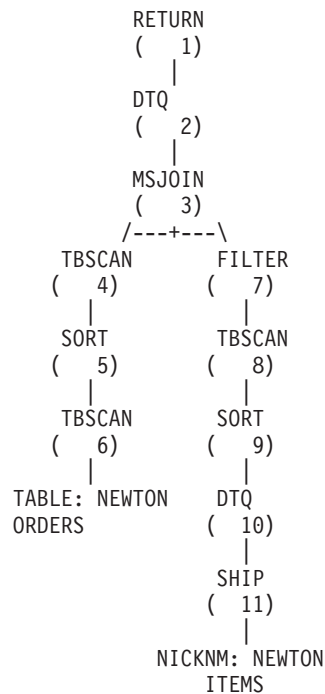 RETURN
( 1)
|
DTQ
( 2)
|
MSJOIN
( 3)
/---+---\
TBSCAN FILTER
( 4) ( 7)
| |
SORT TBSCAN
( 5) ( 8)
| |
TBSCAN SORT
( 6) ( 9)
| |
TABLE: NEWTON DTQ
ORDERS ( 10)
|
SHIP
( 11)
|
NICKNM: NEWTON
ITEMS